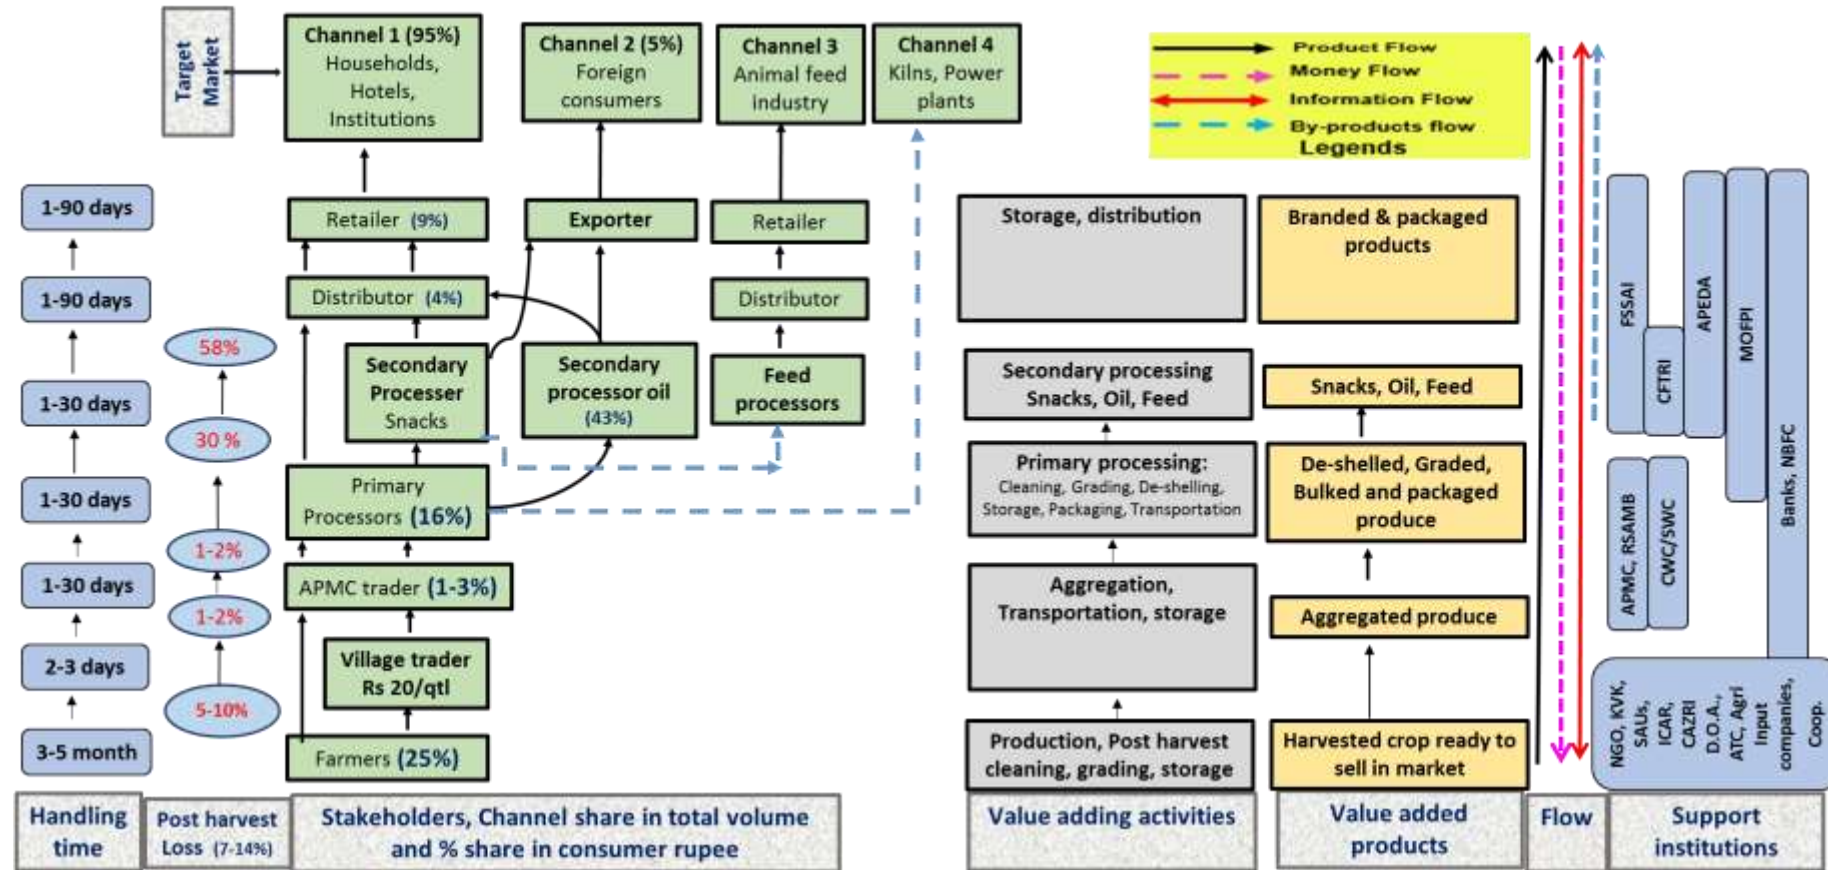 Target
Market
Channel 1 (95%)
Households,
Hotels,
Institutions
Channel 2 (5%)
Foreign
consumers
Channel 3
Animal feed
industry
Channel 4
Kilns, Power
plants
Product Flow
Money Flow
Information Flow
By-products flow
Legends
1-90 days
1-90 days
1-30 days
1-30 days
1-30 days
2-3 days
3-5 month
58%
30 %
1-2%
1-2%
5-10%
Retailer (9%)
Exporter
Retailer
Distributor (4%)
Distributor
Secondary
Processer
Snacks
Secondary
processor oil
(43%)
Feed
processors
Primary
Processors (16%)
APMC trader (1-3%)
Village trader
Rs 20/qtl
Farmers (25%)
Storage, distribution
Secondary processing
Snacks, Oil, Feed
Primary processing:
Cleaning, Grading, De-shelling,
Storage, Packaging, Transportation
Aggregation,
Transportation, storage
Production, Post harvest
cleaning, grading, storage
Branded & packaged
products
Snacks, Oil, Feed
De-shelled, Graded,
Bulked and packaged
produce
Aggregated produce
Harvested crop ready to
sell in market
FSSAI
CFTRI
APEDA
MOFPI
Banks, NBFC
APMC, RSAMB
CWC/SWC
NGO, KVK,
SAUs,
ICAR,
CAZRI
D.O.A.,
ATC, Agri
Input
companies,
Coop.
Handling
time
Post harvest
Loss (7-14%)
Stakeholders, Channel share in total volume
and % share in consumer rupee
Value adding activities
Value added
products
Flow
Support
institutions